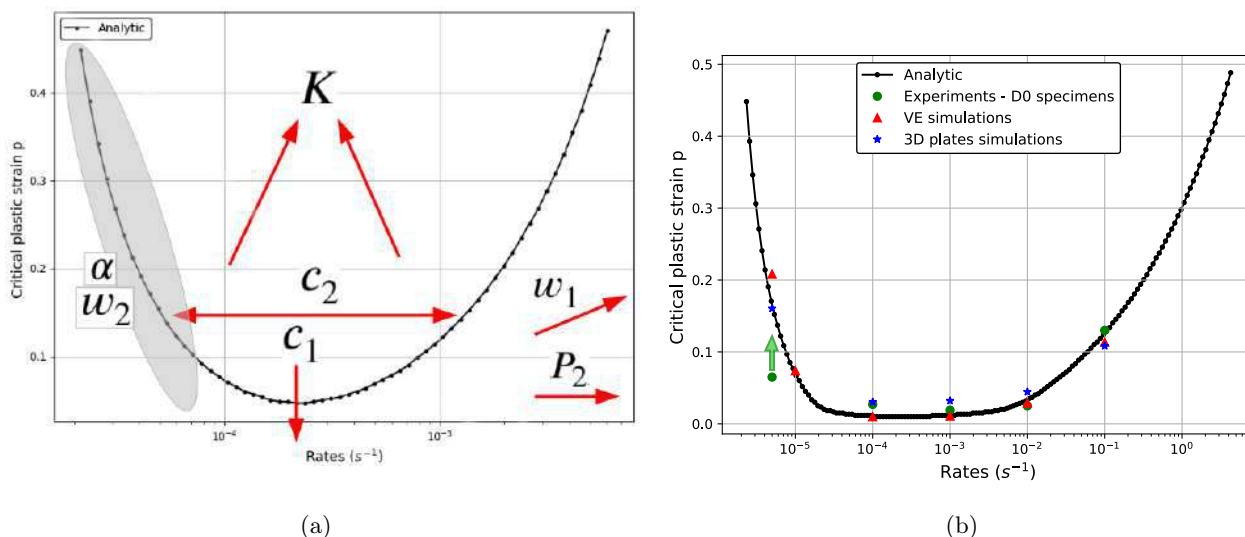 Analytic
Critical plastic strain p
0.4
0.3
0.2
0.1
K
α
w₂
c₂
c₁
w₁
P₂
10⁻⁴
10⁻³
Rates (s⁻¹)
(a)
Analytic
Experiments - D0 specimens
VE simulations
3D plates simulations
Critical plastic strain p
0.5
0.4
0.3
0.2
0.1
0.0
10⁻⁵
10⁻⁴
10⁻³
10⁻²
10⁻¹
10⁰
Rates (s⁻¹)
(b)